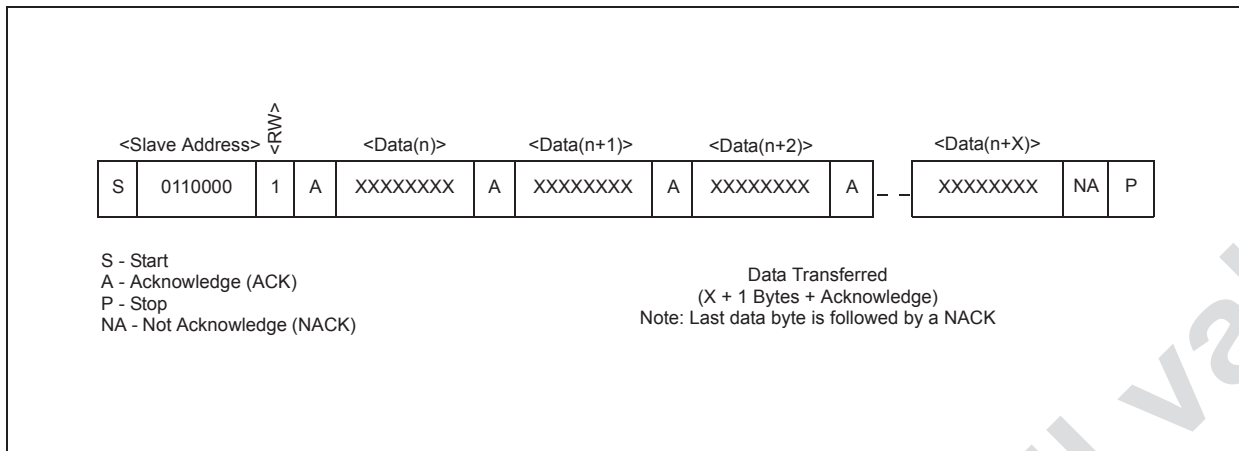 <RW>
<Slave Address> <Data(n)> <Data(n+1)> <Data(n+2)> <Data(n+X)>
S 0110000 1 A XXXXXXXX A XXXXXXXX A XXXXXXXX A XXXXXXXX NA P
S - Start
A - Acknowledge (ACK)
P - Stop
NA - Not Acknowledge (NACK)
Data Transferred
(X + 1 Bytes + Acknowledge)
Note: Last data byte is followed by a NACK